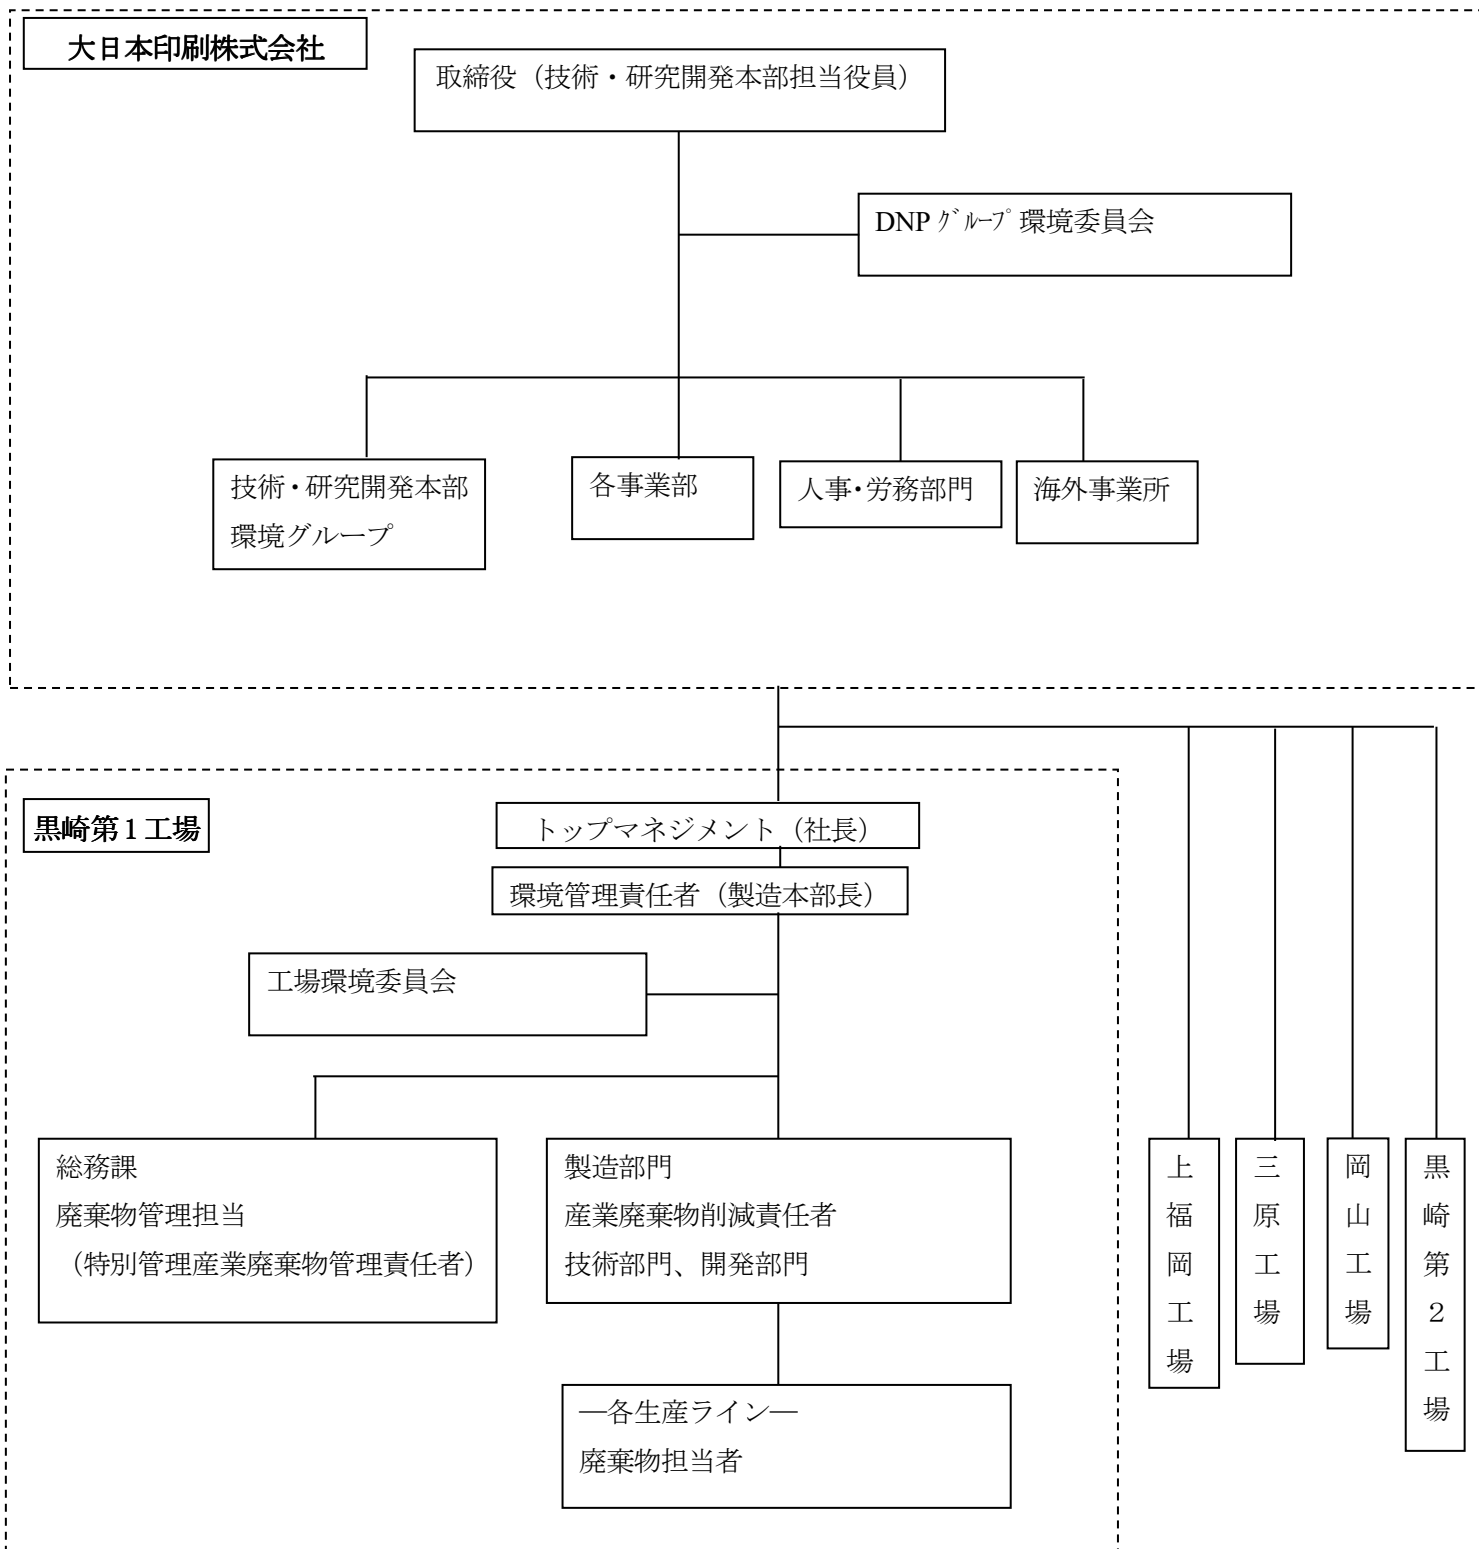 大日本印刷株式会社
取締役（技術・研究開発本部担当役員）
DNP ｸﾞﾙｰﾌﾟ 環境委員会
技術・研究開発本部
環境グループ
各事業部
人事・労務部門
海外事業所
黒崎第1工場
トップマネジメント（社長）
環境管理責任者（製造本部長）
工場環境委員会
総務課
廃棄物管理担当
（特別管理産業廃棄物管理責任者）
製造部門
産業廃棄物削減責任者
技術部門、開発部門
―各生産ライン―
廃棄物担当者
上福岡工場
三原工場
岡山工場
黒崎第２工場